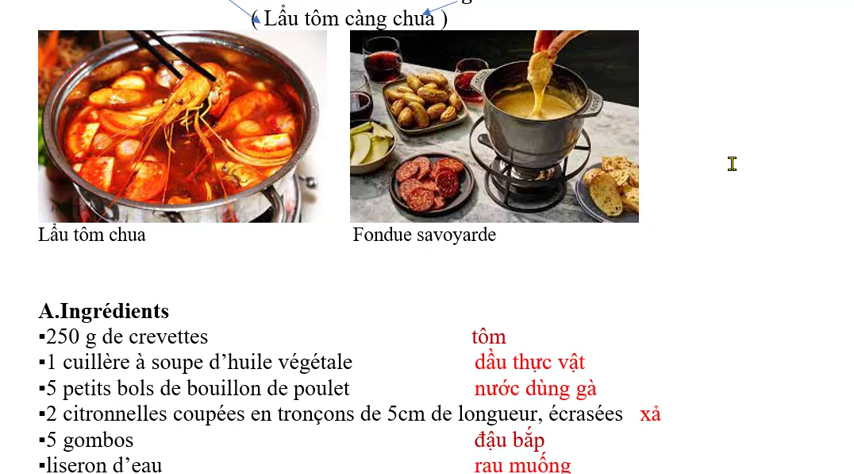 ( Lẩu tôm càng chua )
Lẩu tôm chua Fondue savoyarde
A.Ingrédients
▪250 g de crevettes tôm
▪1 cuillère à soupe d’huile végétale dầu thực vật
▪5 petits bols de bouillon de poulet nước dùng gà
▪2 citronnelles coupées en tronçons de 5cm de longueur, écrasées xả
▪5 gombos đậu bắp
▪liseron d’eau rau muống